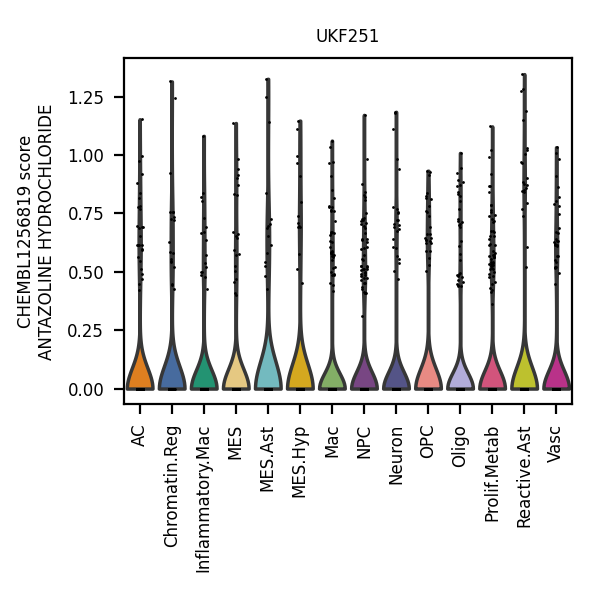 UKF251
CHEMBL1256819 score
ANTAZOLINE HYDROCHLORIDE
1.25
1.00
0.75
0.50
0.25
0.00
AC
Chromatin.Reg
Inflammatory.Mac
MES
MES.Ast
MES.Hyp
Mac
NPC
Neuron
OPC
Oligo
Prolif.Metab
Reactive.Ast
Vasc